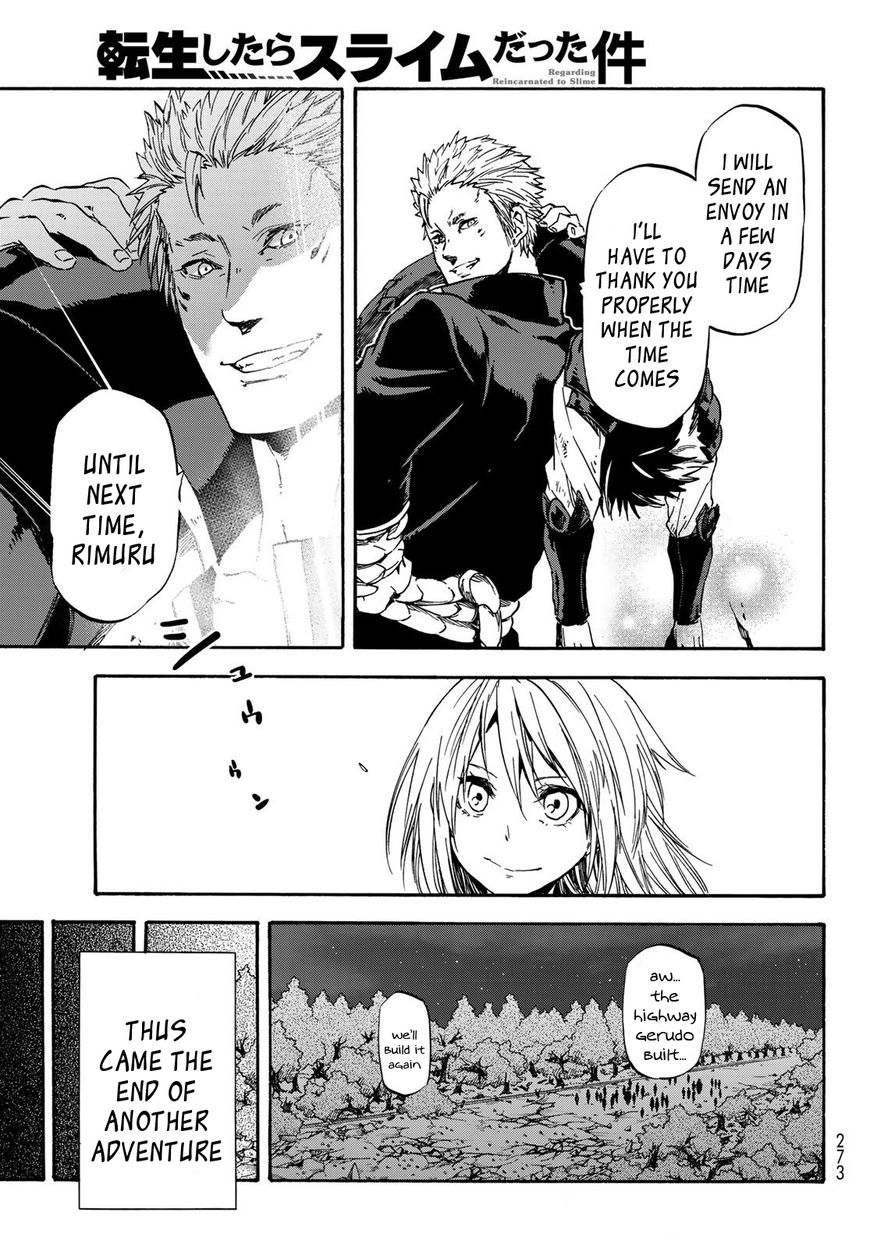 転生したらスライムだった件
Regarding
Reincarnated to Slime
I WILL
SEND AN
ENVOY IN
A FEW
DAYS
TIME
I'LL
HAVE TO
THANK YOU
PROPERLY
WHEN THE
TIME
COMES
UNTIL
NEXT
TIME,
RIMURU
ヒュウゥン
aw...
the
highway
gerudo
built...
we'll
build it
again
THUS
CAME THE
END OF
ANOTHER
ADVENTURE
273